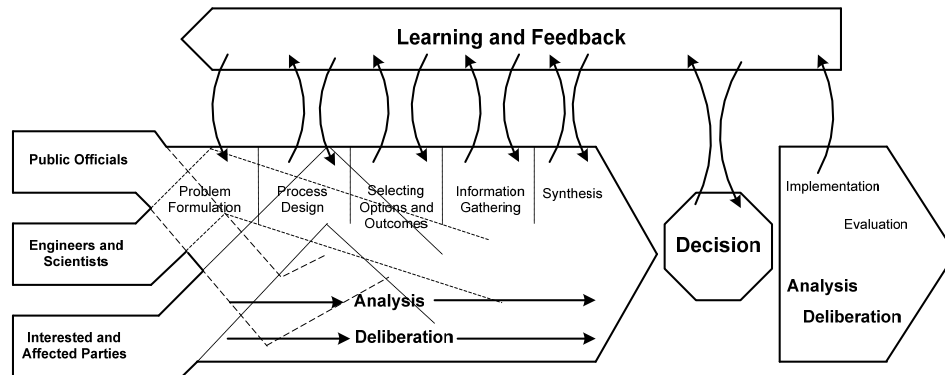 Learning and Feedback
Public Officials
Engineers and
Scientists
Interested and
Affected Parties
Problem
Formulation
Process
Design
Selecting
Options and
Outcomes
Information
Gathering
Synthesis
Analysis
Deliberation
Decision
Implementation
Evaluation
Analysis
Deliberation